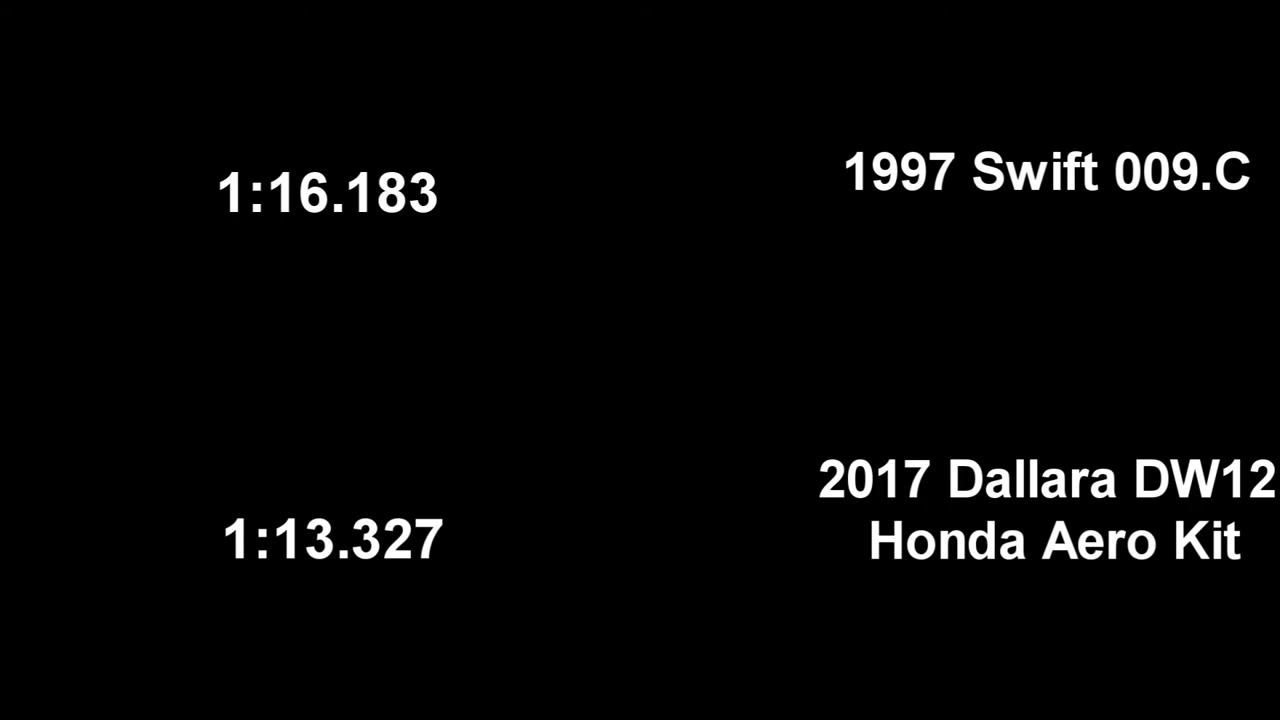 1:16.183
1997 Swift 009.C
1:13.327
2017 Dallara DW12
Honda Aero Kit